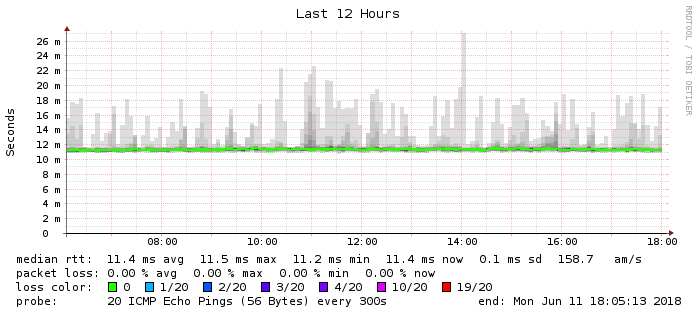 Last 12 Hours
RRDTOOL / TOBI OETIKER
Seconds
26 m
24 m
22 m
20 m
18 m
16 m
14 m
12 m
10 m
8 m
6 m
4 m
2 m
0
08:00 10:00 12:00 14:00 16:00 18:00
median rtt: 11.4 ms avg 11.5 ms max 11.2 ms min 11.4 ms now 0.1 ms sd 158.7 am/s
packet loss: 0.00 % avg 0.00 % max 0.00 % min 0.00 % now
loss color: 0 1/20 2/20 3/20 4/20 10/20 19/20
probe: 20 ICMP Echo Pings (56 Bytes) every 300s end: Mon Jun 11 18:05:13 2018